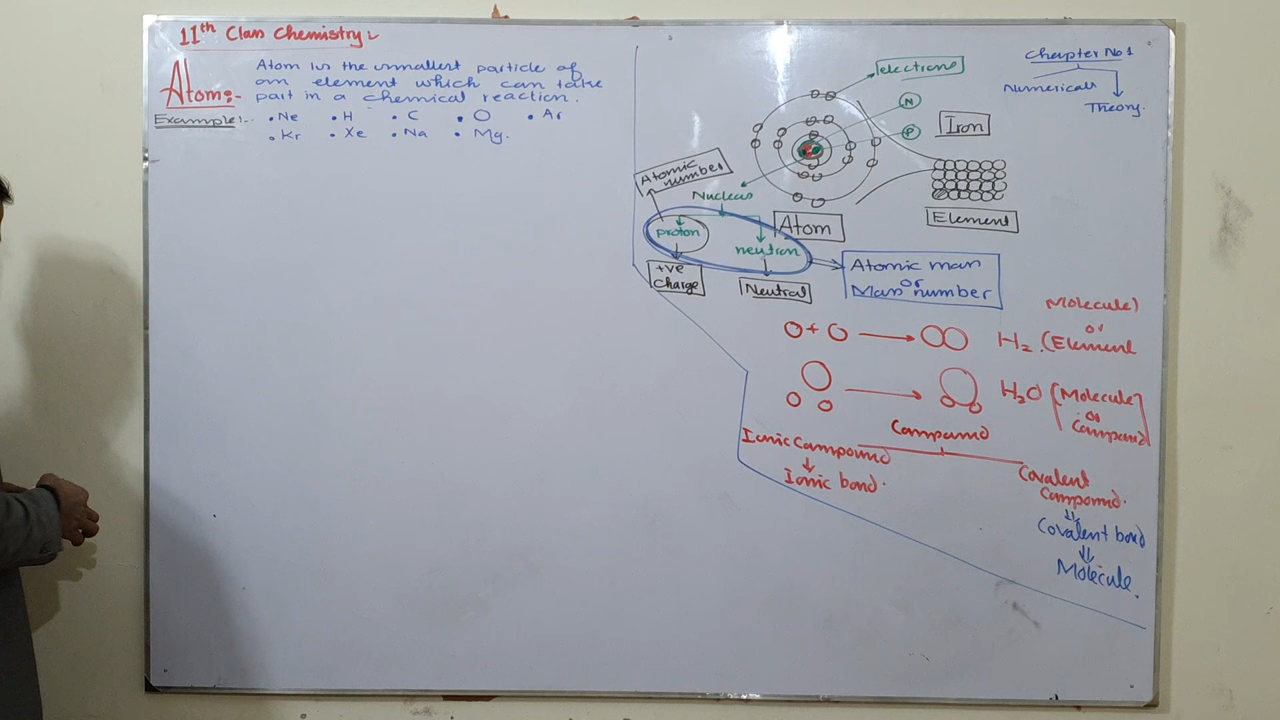 11th Class Chemistry:
Atom:-
Atom is the smallest particle of
an element which can take
part in a chemical reaction.
Example:-
• Ne • H • C • O • Ar
• Kr • Xe • Na • Mg.
Chapter No 1
Numericals
Theory.
electrons
N
P
Iron
Atomic
number
Nucleus
Atom
Element
proton
neutron
+ve
charge
Neutral
Atomic mass
or
Mass number
Molecule)
or
+ H2. (Element
H2O (Molecule)
or
Compound
Compound
Ionic Compound
Ionic bond.
Covalent
Compound.
Covalent bond
Molecule.